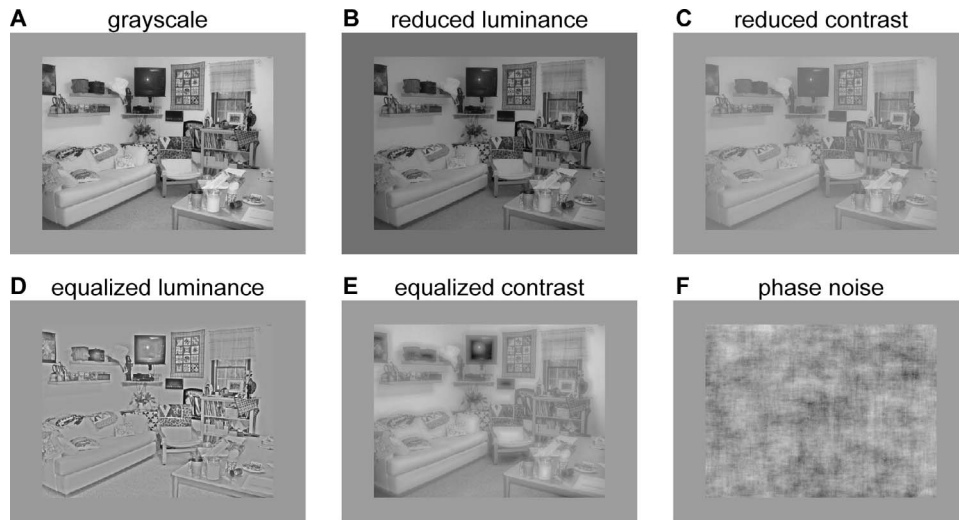 A grayscale
B reduced luminance
C reduced contrast
D equalized luminance
E equalized contrast
F phase noise